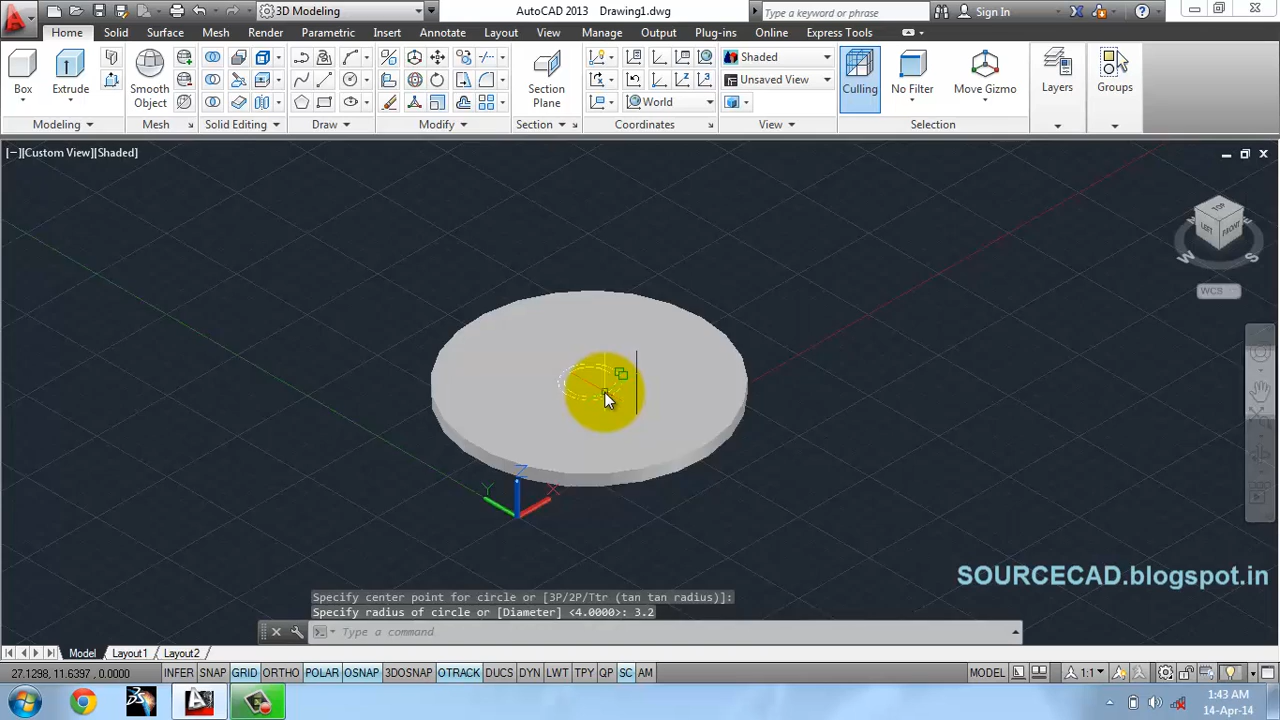 3D Modeling
AutoCAD 2013 Drawing1.dwg
Type a keyword or phrase
Sign In
Home Solid Surface Mesh Render Parametric Insert Annotate Layout View Manage Output Plug-ins Online Express Tools
Box
Extrude
Smooth
Object
Section
Plane
Shaded
Unsaved View
World
Culling
No Filter
Move Gizmo
Layers
Groups
Modeling
Mesh
Solid Editing
Draw
Modify
Section
Coordinates
View
Selection
[−][Custom View][Shaded]
TOP
LEFT
FRONT
W
S
WCS
Z
Y
X
SOURCECAD.blogspot.in
Specify center point for circle or [3P/2P/Ttr (tan tan radius)]:
Specify radius of circle or [Diameter] <4.0000>: 3.2
Type a command
Model Layout1 Layout2
27.1298, 11.6397, 0.0000 INFER SNAP GRID ORTHO POLAR OSNAP 3DOSNAP OTRACK DUCS DYN LWT TPY QP SC AM MODEL 1:1
1:43 AM
14-Apr-14